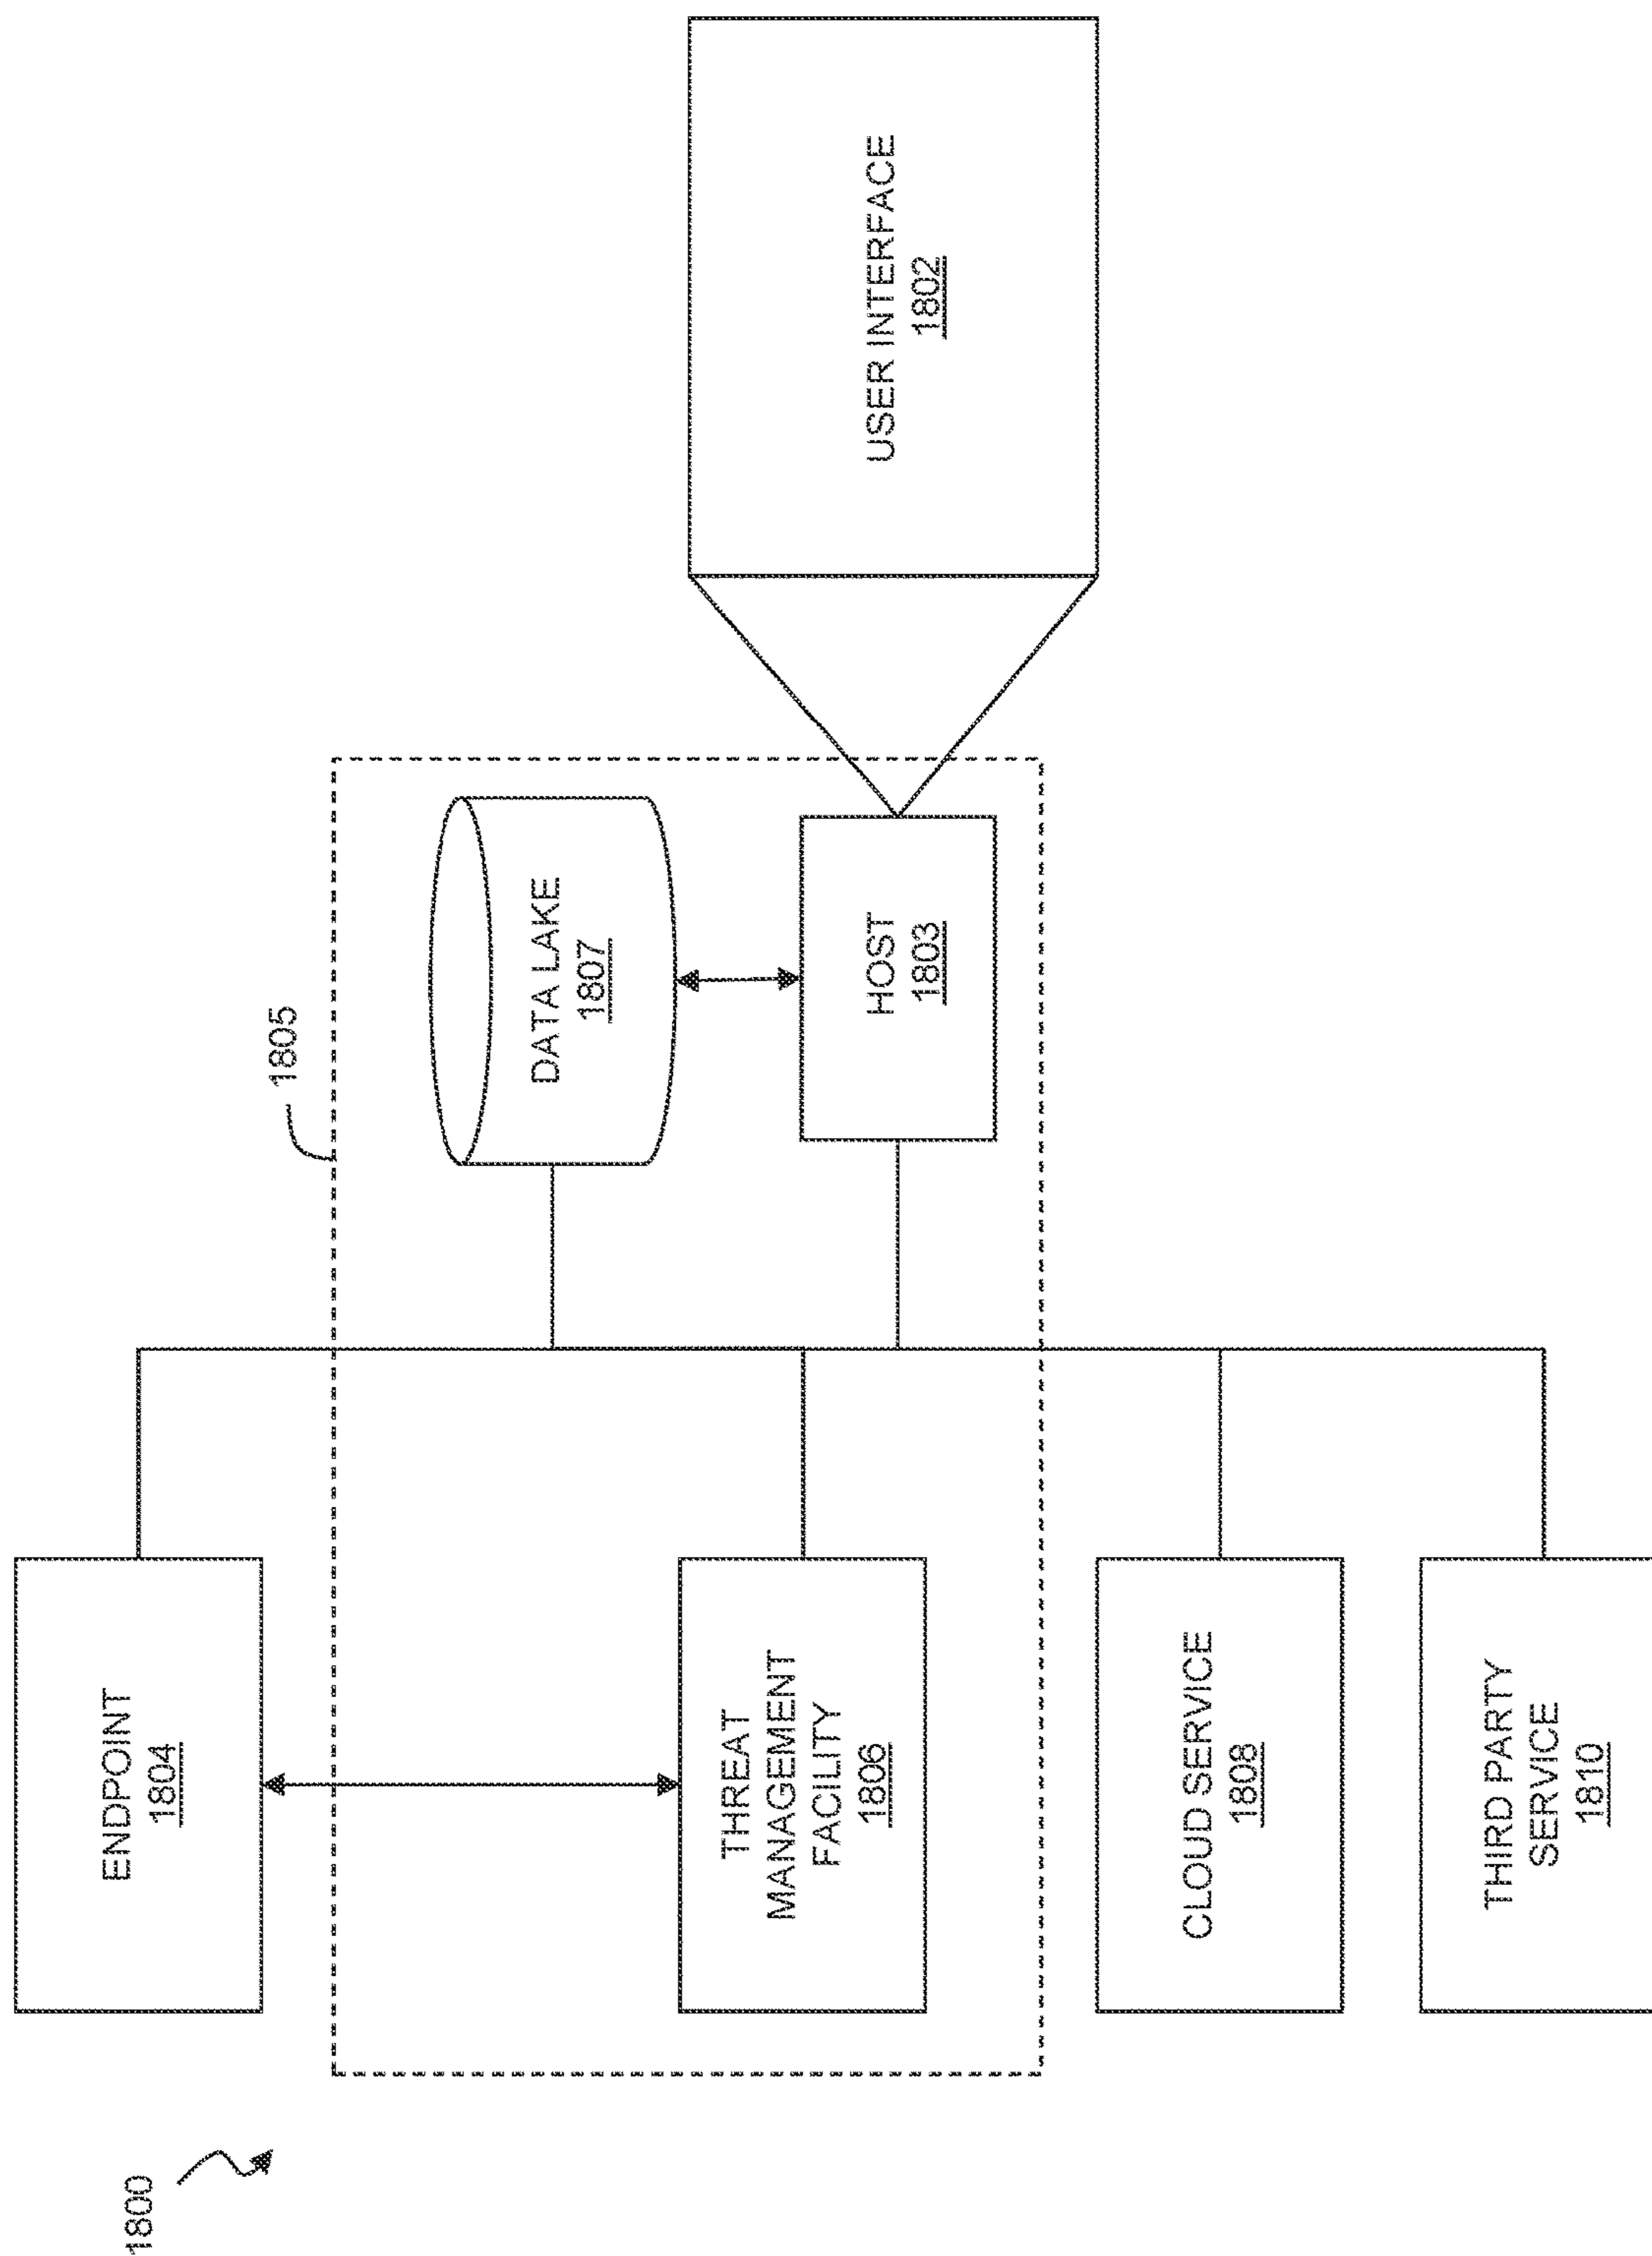 1800
ENDPOINT
1804
1805
THREAT
MANAGEMENT
FACILITY
1806
DATA LAKE
1807
HOST
1803
USER INTERFACE
1802
CLOUD SERVICE
1808
THIRD PARTY
SERVICE
1810